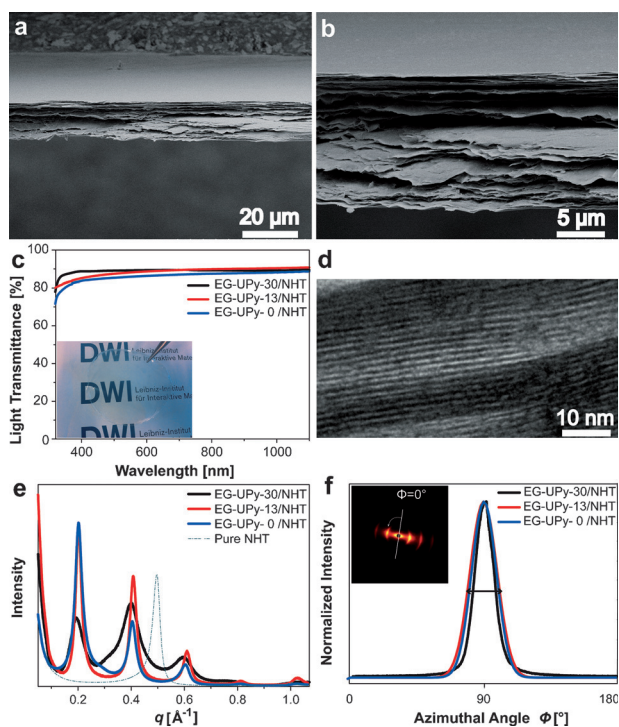 a
20 µm
b
5 µm
c
Light Transmittance [%]
100
80
60
40
20
0
400
600
800
1000
Wavelength [nm]
EG-UPy-30/NHT
EG-UPy-13/NHT
EG-UPy- 0 /NHT
DWI Leibniz-Institut
für Interaktive Mate
DWI Leibniz-Institut
für Interaktive Ma
DWI Leibniz-Institut
d
10 nm
e
Intensity
EG-UPy-30/NHT
EG-UPy-13/NHT
EG-UPy- 0 /NHT
Pure NHT
0.2
0.4
0.6
0.8
1.0
q [Å-1]
f
Normalized Intensity
Φ=0°
EG-UPy-30/NHT
EG-UPy-13/NHT
EG-UPy- 0 /NHT
0
90
180
Azimuthal Angle Φ [°]